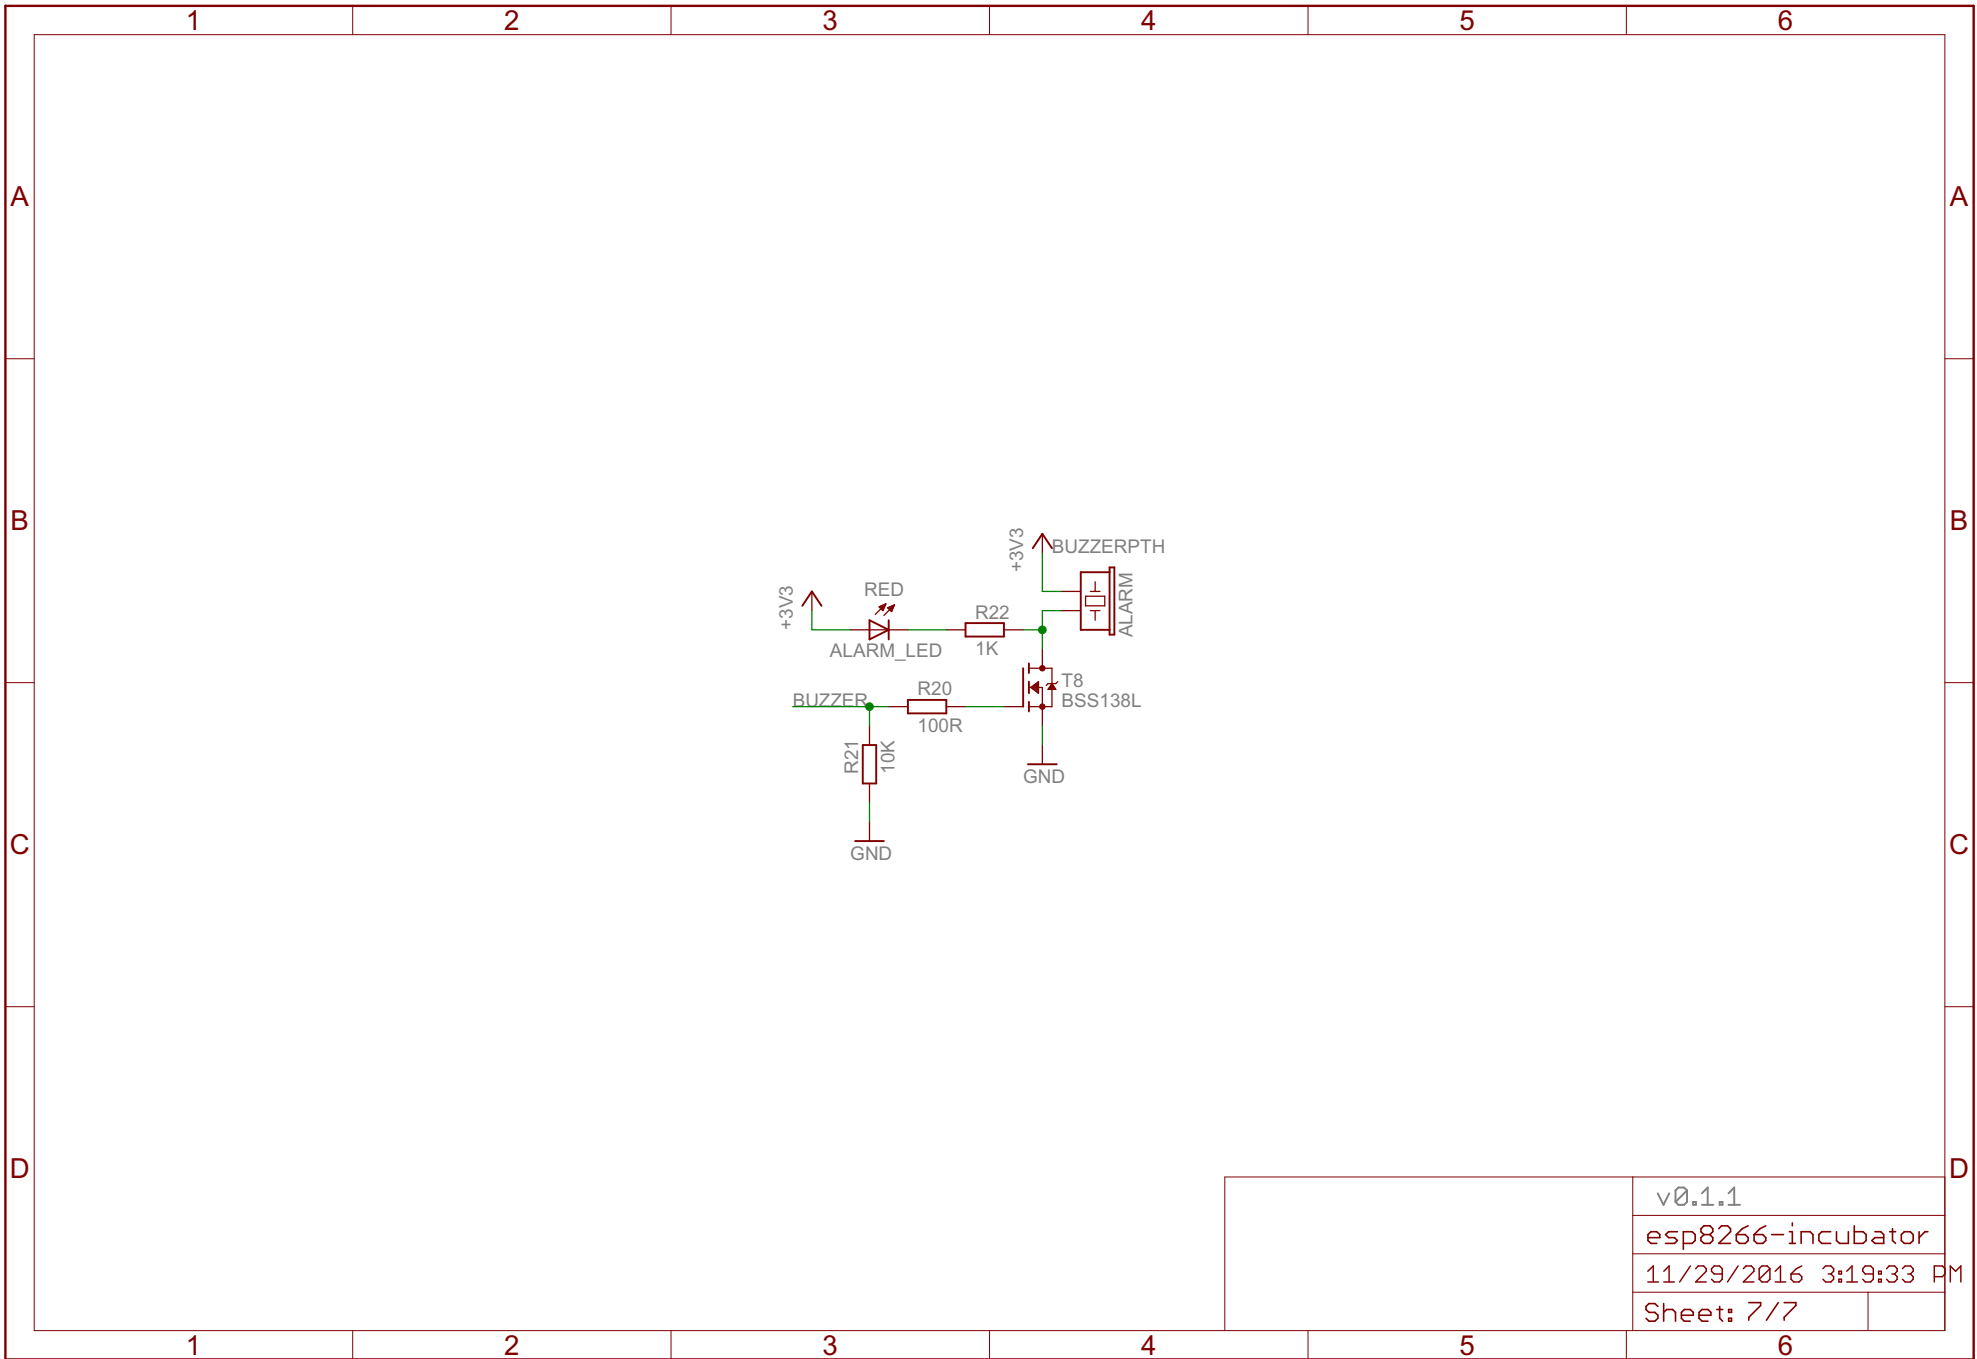 1 2 3 4 5 6
A A
B B
+3V3
BUZZERPTH
ALARM
+3V3
RED
R22
ALARM_LED
1K
T8
BSS138L
BUZZER
R20
100R
R21
10K
GND
GND
C C
D D
v0.1.1
esp8266-incubator
11/29/2016 3:19:33 PM
Sheet: 7/7
1 2 3 4 5 6